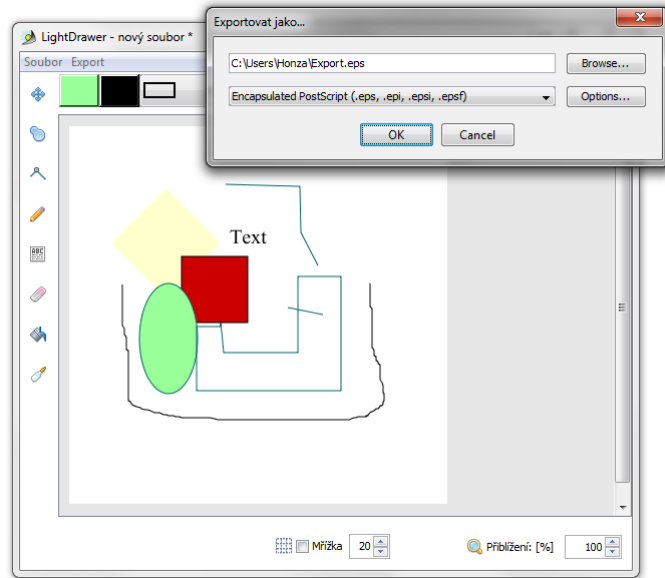 Exportovat jako...
LightDrawer - nový soubor *
C:\Users\Honza\Export.eps
Browse...
Soubor Export
Encapsulated PostScript (.eps, .epi, .epsi, .epsf)
Options...
OK
Cancel
Text
ABC
Mřížka
20
Přiblížení: [%]
100